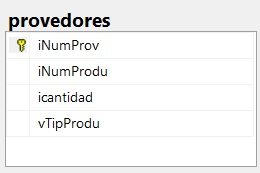 provedores
iNumProv
iNumProdu
icantidad
vTipProdu